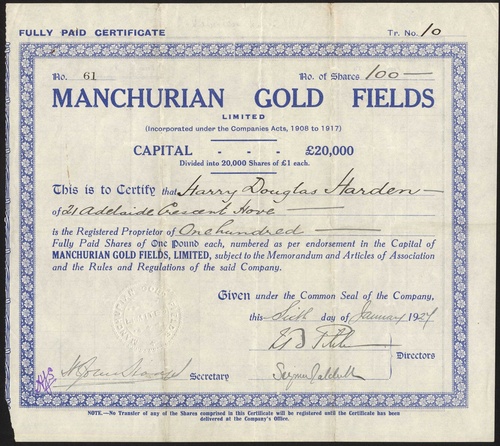 FULLY PAID CERTIFICATE Tr. No. 10
No. 61 No. of Shares 100
MANCHURIAN GOLD FIELDS
LIMITED
(Incorporated under the Companies Acts, 1908 to 1917)
CAPITAL - - - £20,000
Divided into 20,000 Shares of £1 each.
This is to Certify that Harry Douglas Harden
of 21 Adelaide Crescent Hove
is the Registered Proprietor of One hundred
Fully Paid Shares of One Pound each, numbered as per endorsement in the Capital of
MANCHURIAN GOLD FIELDS, LIMITED, subject to the Memorandum and Articles of Association
and the Rules and Regulations of the said Company.
Given under the Common Seal of the Company,
this Sixth day of January 1927
Directors
Secretary
NOTE.—No Transfer of any of the Shares comprised in this Certificate will be registered until the Certificate has been
delivered at the Company's Office.